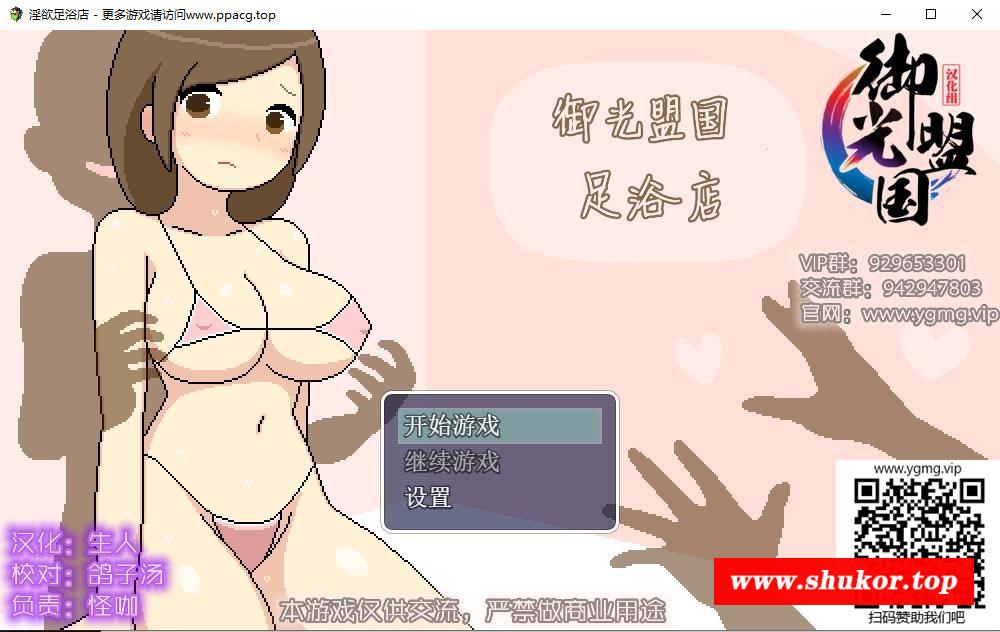 淫欲足浴店 - 更多游戏请访问www.ppacg.top
御光盟国
汉化组
御光盟国
足浴店
VIP群：929653301
交流群：942947803
官网：www.ygmg.vip
开始游戏
继续游戏
设置
www.ygmg.vip
汉化：生人
校对：鸽子汤
负责：怪咖
www.shukor.top
本游戏仅供交流，严禁做商业用途
扫码赞助我们吧